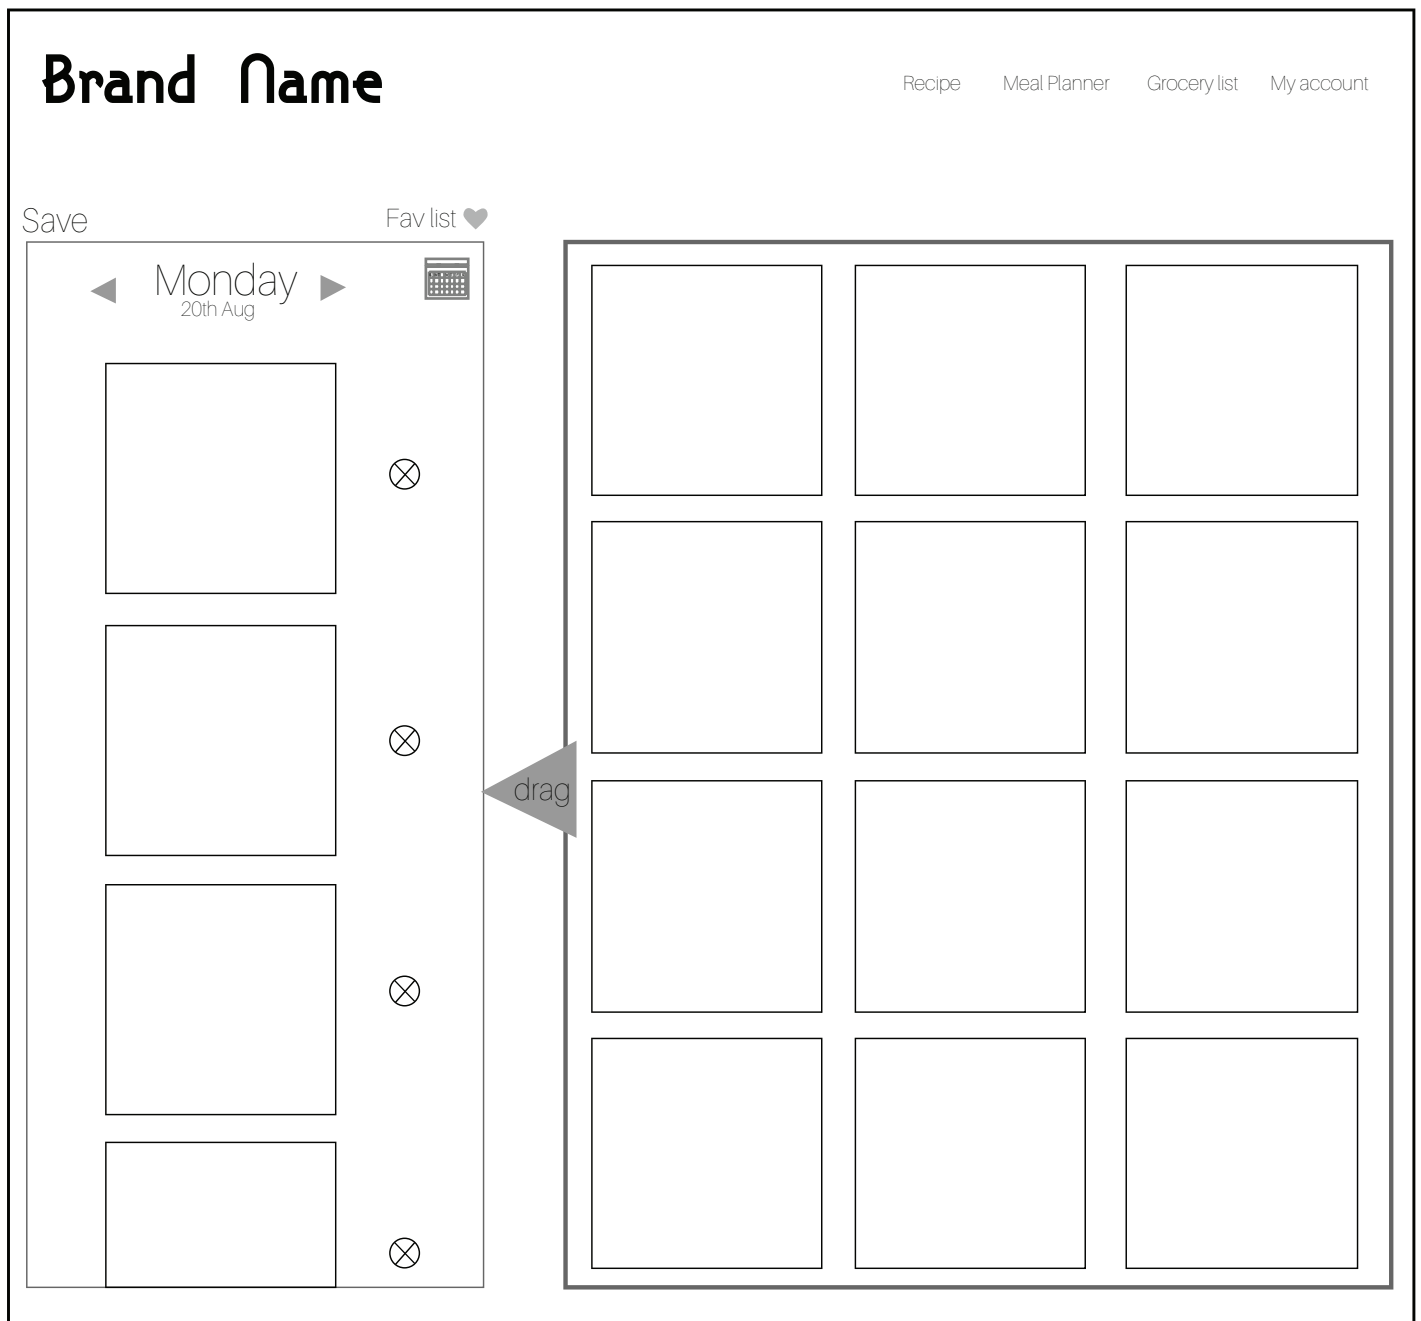 Brand Name
Recipe Meal Planner Grocery list My account
Save Fav list
Monday
20th Aug
drag